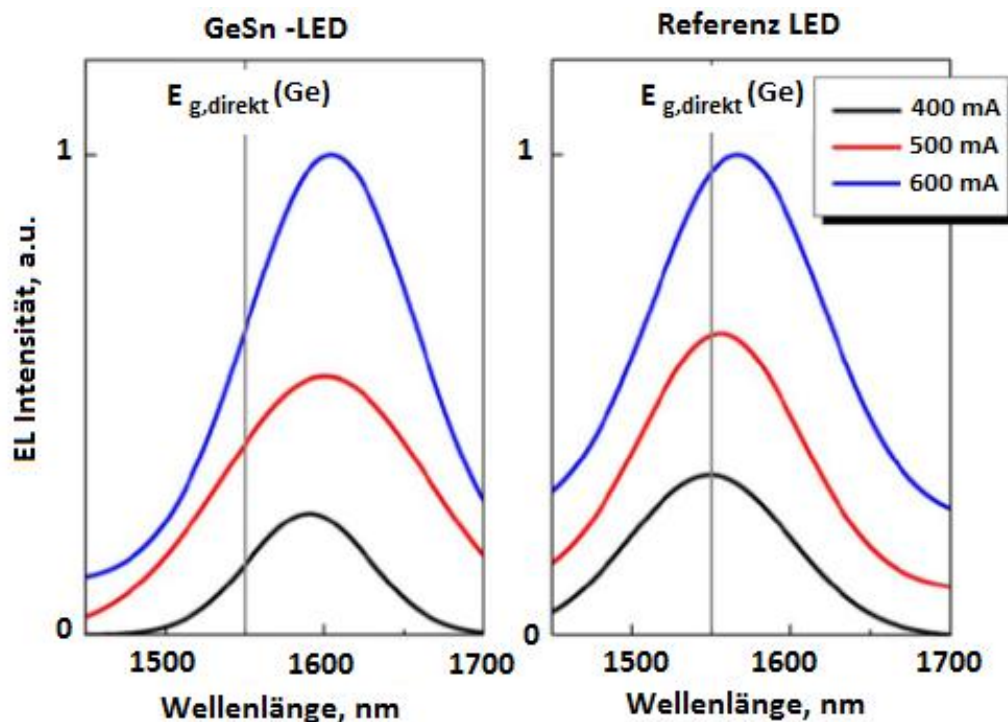 GeSn -LED
Referenz LED
E g,direkt (Ge)
E g,direkt (Ge)
400 mA
500 mA
600 mA
1
1
EL Intensität, a.u.
0
0
1500
1600
1700
1500
1600
1700
Wellenlänge, nm
Wellenlänge, nm